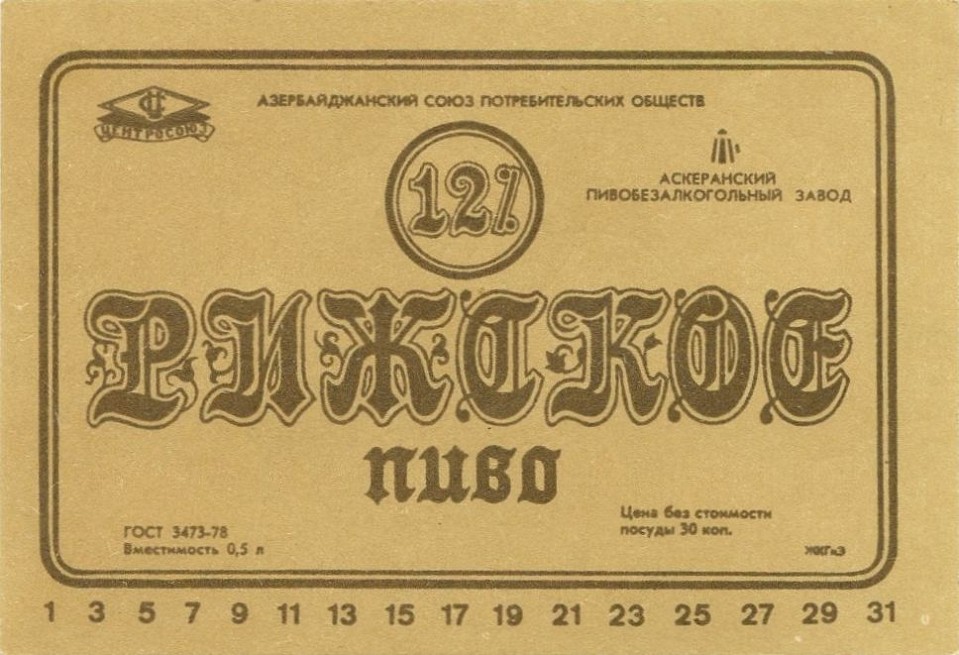 ЦЕНТРОСОЮЗ
АЗЕРБАЙДЖАНСКИЙ СОЮЗ ПОТРЕБИТЕЛЬСКИХ ОБЩЕСТВ
АСКЕРАНСКИЙ
ПИВОБЕЗАЛКОГОЛЬНЫЙ ЗАВОД
12%
РИЖСКОЕ
пиво
ГОСТ 3473-78
Вместимость 0,5 л
Цена без стоимости
посуды 30 коп.
1 3 5 7 9 11 13 15 17 19 21 23 25 27 29 31